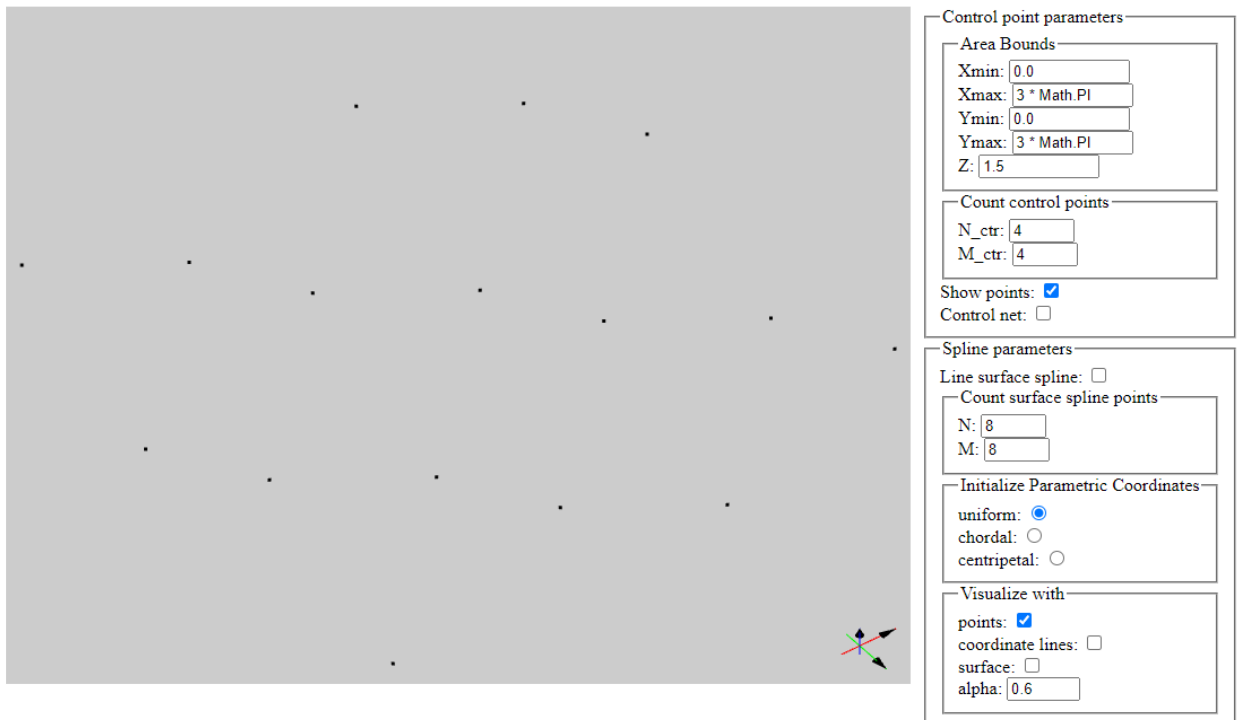 Control point parameters
Area Bounds
Xmin: 0.0
Xmax: 3 * Math.PI
Ymin: 0.0
Ymax: 3 * Math.PI
Z: 1.5
Count control points
N_ctr: 4
M_ctr: 4
Show points:
Control net:
Spline parameters
Line surface spline:
Count surface spline points
N: 8
M: 8
Initialize Parametric Coordinates
uniform:
chordal:
centripetal:
Visualize with
points:
coordinate lines:
surface:
alpha: 0.6